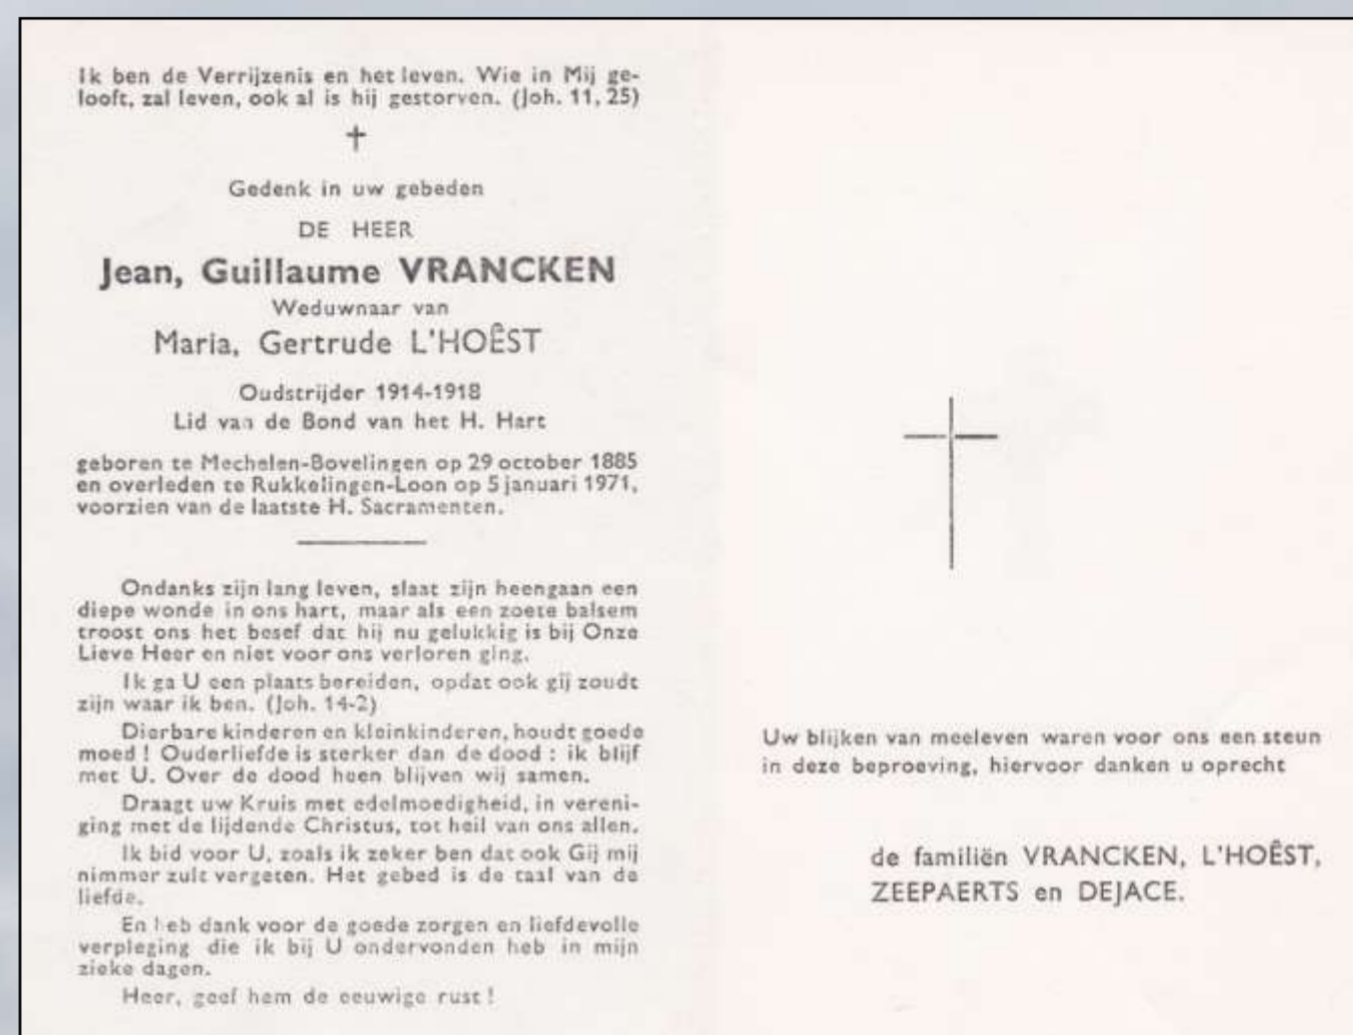 Ik ben de Verrijzenis en het leven. Wie in Mij ge-
looft, zal leven, ook al is hij gestorven. (Joh. 11, 25)
Gedenk in uw gebeden
DE HEER
Jean, Guillaume VRANCKEN
Weduwnaar van
Maria, Gertrude L'HOÊST
Oudstrijder 1914-1918
Lid van de Bond van het H. Hart
geboren te Mechelen-Bovelingen op 29 october 1885
en overleden te Rukkelingen-Loon op 5 januari 1971,
voorzien van de laatste H. Sacramenten.
Ondanks zijn lang leven, slaat zijn heengaan een
diepe wonde in ons hart, maar als een zoete balsem
troost ons het besef dat hij nu gelukkig is bij Onze
Lieve Heer en niet voor ons verloren ging.
Ik ga U een plaats bereiden, opdat ook gij zoudt
zijn waar ik ben. (Joh. 14-2)
Dierbare kinderen en kleinkinderen, houdt goede
moed ! Ouderliefde is sterker dan de dood : ik blijf
met U. Over de dood heen blijven wij samen.
Draagt uw Kruis met edelmoedigheid, in vereni-
ging met de lijdende Christus, tot heil van ons allen.
Ik bid voor U, zoals ik zeker ben dat ook Gij mij
nimmer zult vergeten. Het gebed is de taal van de
liefde.
En heb dank voor de goede zorgen en liefdevolle
verpleging die ik bij U ondervonden heb in mijn
zieke dagen.
Heer, geef hem de eeuwige rust !
Uw blijken van meeleven waren voor ons een steun
in deze beproeving, hiervoor danken u oprecht
de familiën VRANCKEN, L'HOÊST,
ZEEPAERTS en DEJACE.